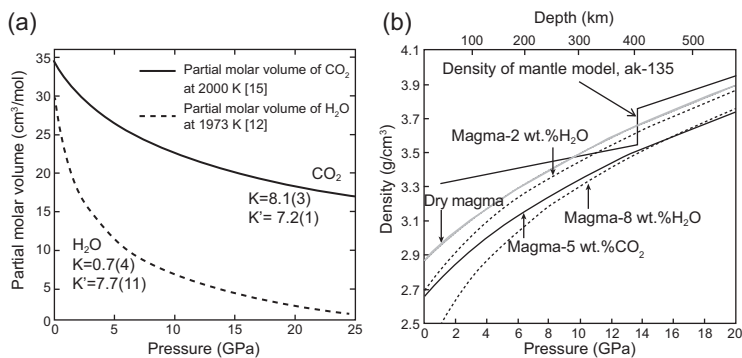 (a)
35
30
25
20
15
10
5
0
Partial molar volume (cm³/mol)
Partial molar volume of CO₂
at 2000 K [15]
Partial molar volume of H₂O
at 1973 K [12]
CO₂
K=8.1(3)
K'= 7.2(1)
H₂O
K=0.7(4)
K'=7.7(11)
0 5 10 15 20 25
Pressure (GPa)
(b)
Depth (km)
100 200 300 400 500
4.1
3.9
3.7
3.5
3.3
3.1
2.9
2.7
2.5
Density (g/cm³)
Density of mantle model, ak-135
Magma-2 wt.%H₂O
Dry magma
Magma-8 wt.%H₂O
Magma-5 wt.%CO₂
0 2 4 6 8 10 12 14 16 18 20
Pressure (GPa)